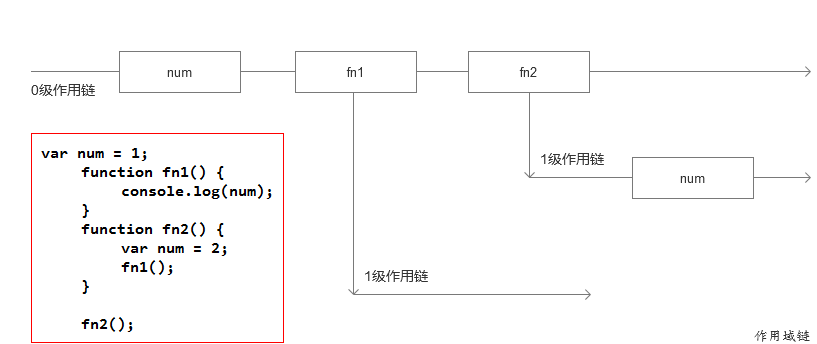 num
fn1
fn2
0级作用链
1级作用链
num
var num = 1;
function fn1() {
console.log(num);
}
function fn2() {
var num = 2;
fn1();
}
fn2();
1级作用链
作用域链